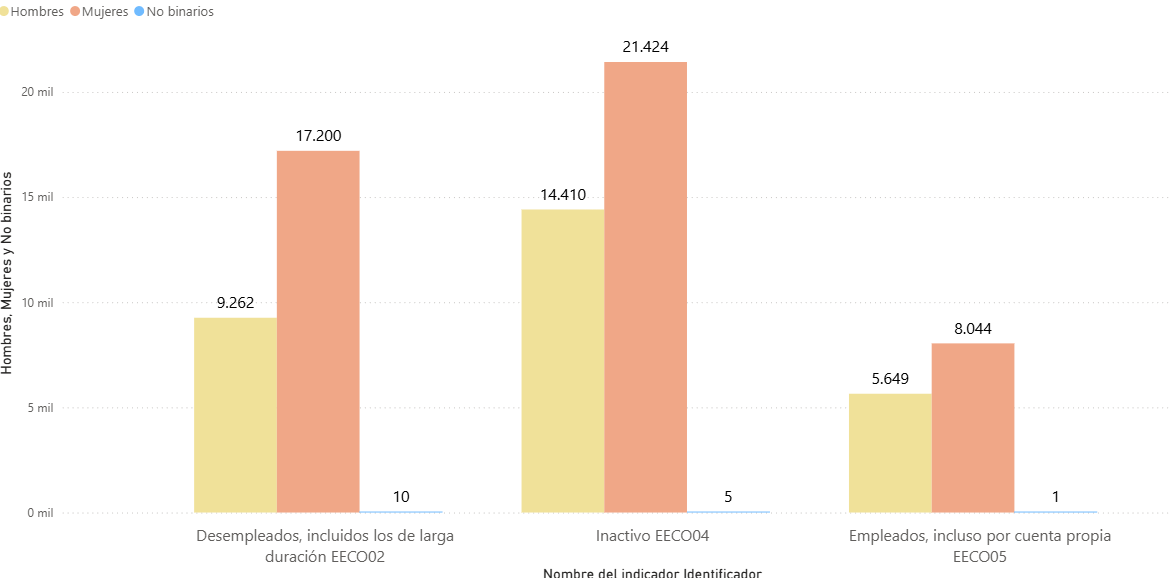 Hombres Mujeres No binarios
Hombres, Mujeres y No binarios
20 mil
15 mil
10 mil
5 mil
0 mil
9.262
17.200
10
14.410
21.424
5
5.649
8.044
1
Desempleados, incluidos los de larga
duración EECO02
Inactivo EECO04
Empleados, incluso por cuenta propia
EECO05
Nombre del indicador Identificador